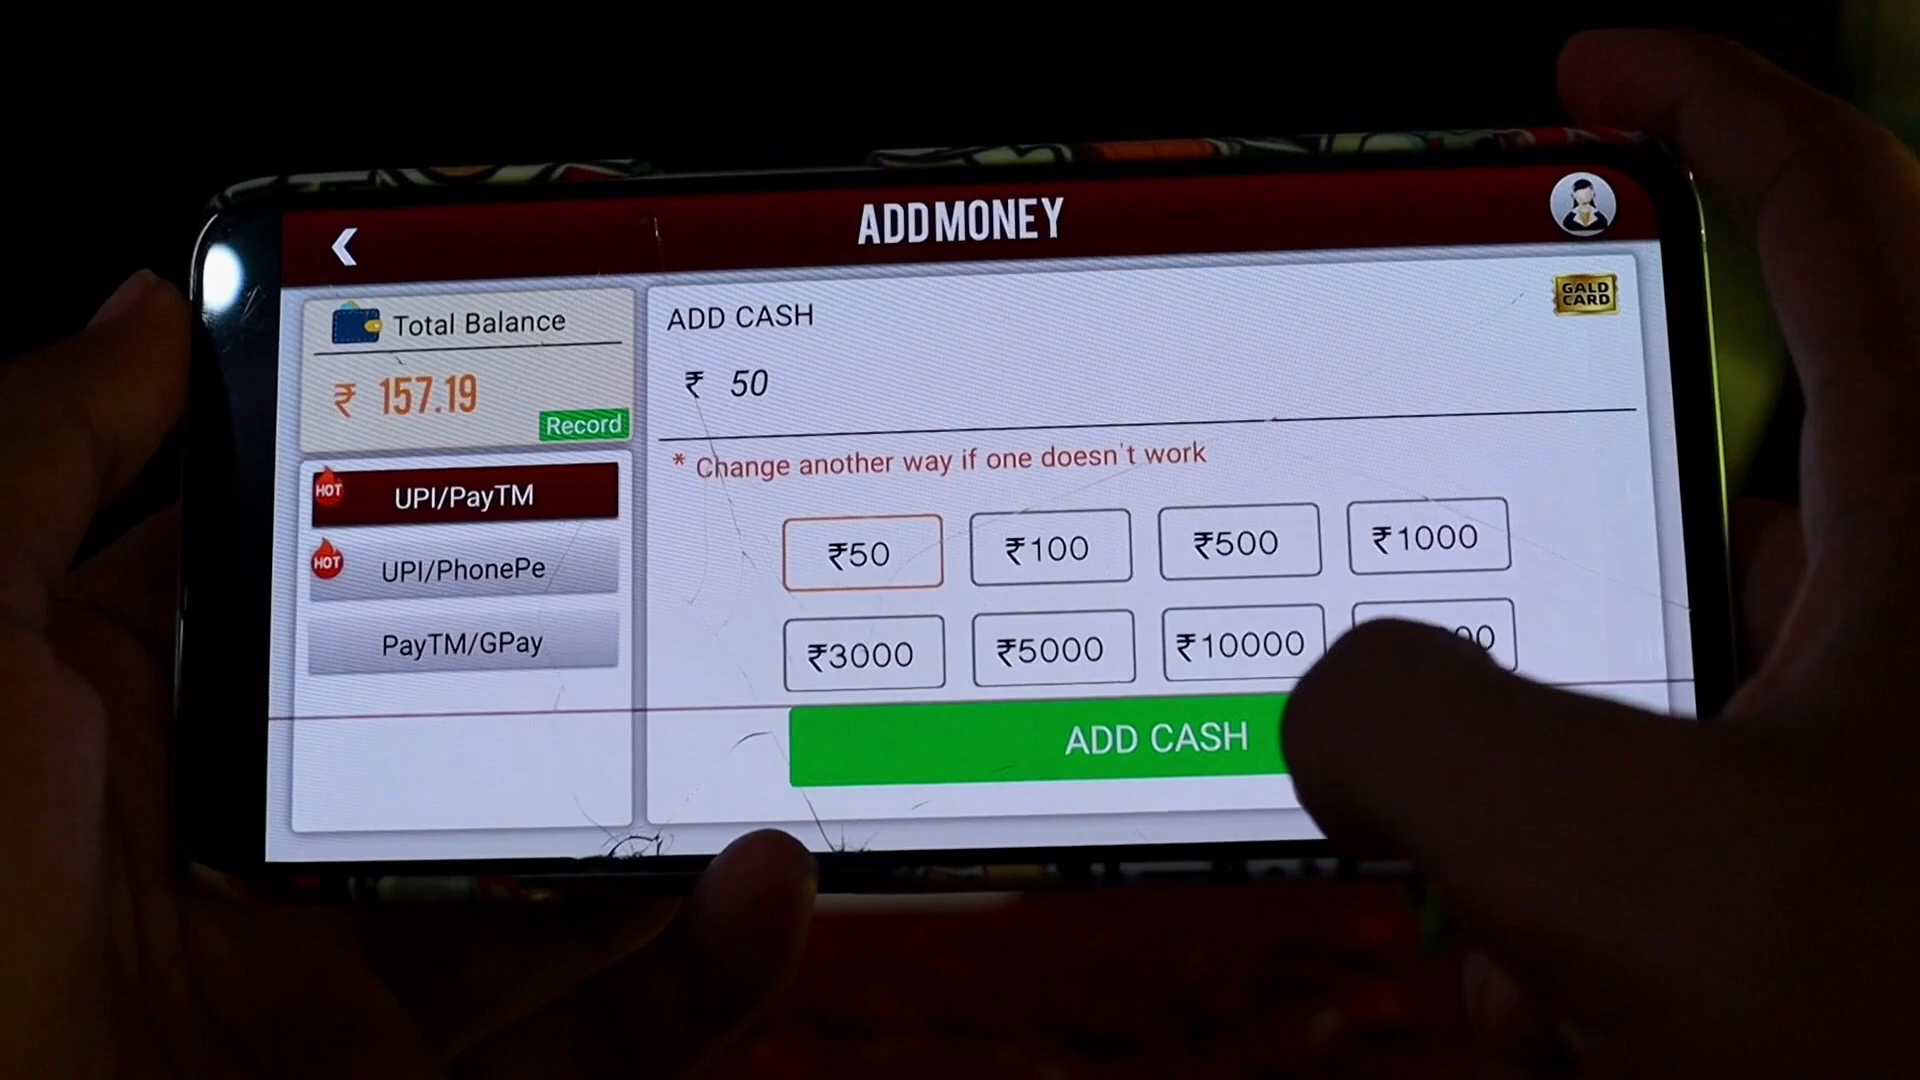 ADD MONEY
Total Balance
₹ 157.19
Record
HOT
UPI/PayTM
HOT
UPI/PhonePe
PayTM/GPay
ADD CASH
GALD
CARD
₹ 50
* Change another way if one doesn't work
₹50
₹100
₹500
₹1000
₹3000
₹5000
₹10000
ADD CASH